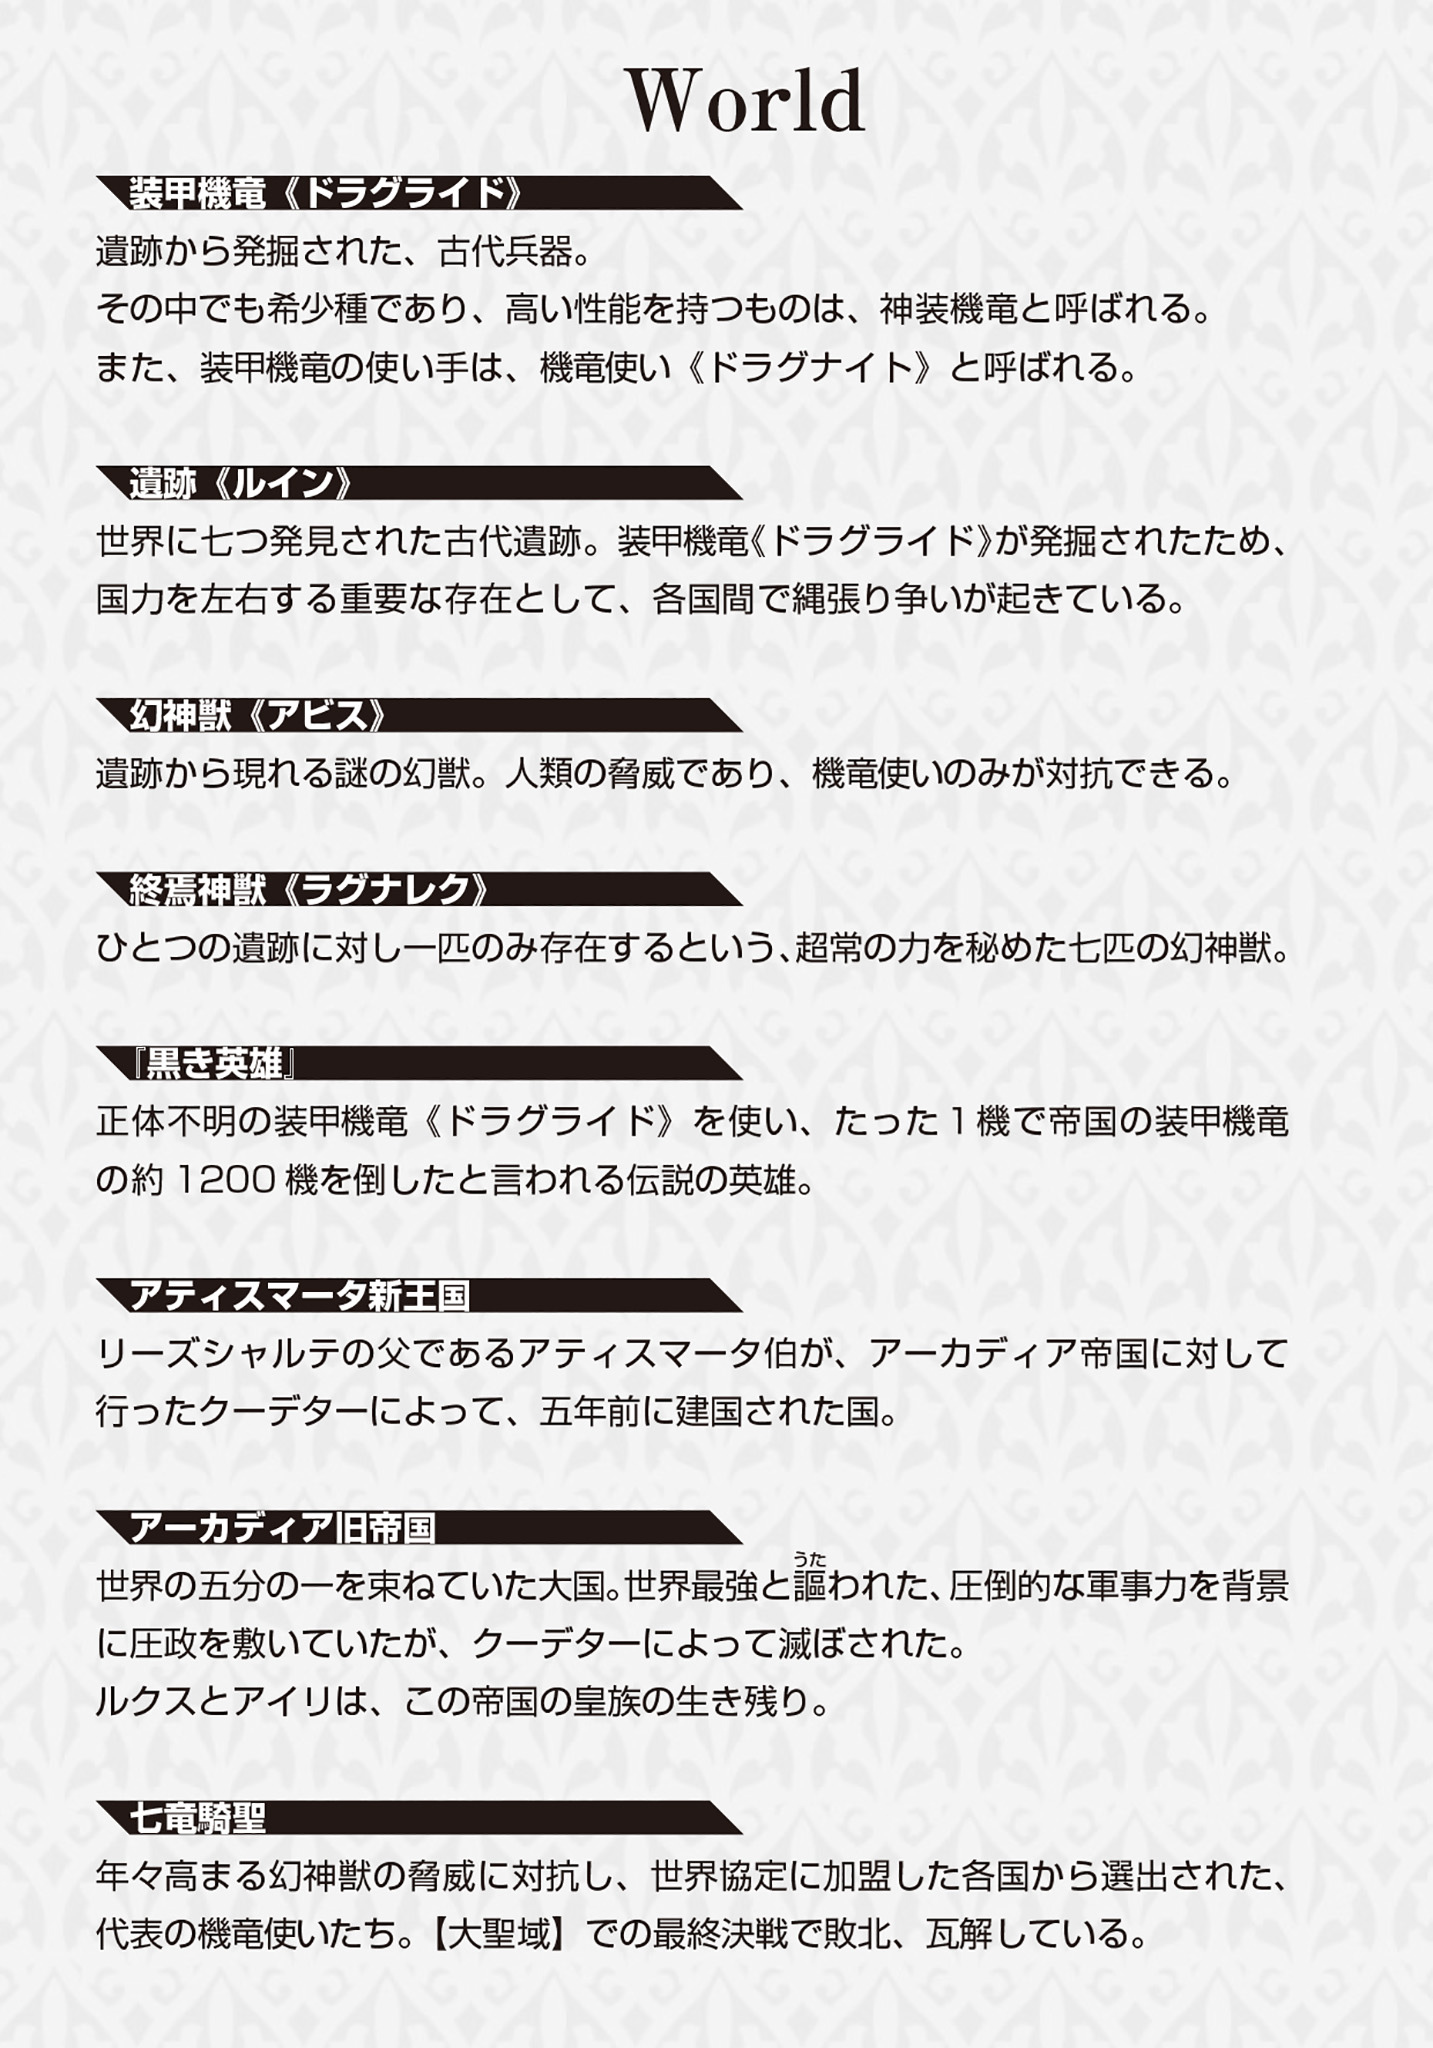 World
装甲機竜《ドラグライド》
遺跡から発掘された、古代兵器。
その中でも希少種であり、高い性能を持つものは、神装機竜と呼ばれる。
また、装甲機竜の使い手は、機竜使い《ドラグナイト》と呼ばれる。
遺跡《ルイン》
世界に七つ発見された古代遺跡。装甲機竜《ドラグライド》が発掘されたため、
国力を左右する重要な存在として、各国間で縄張り争いが起きている。
幻神獣《アビス》
遺跡から現れる謎の幻獣。人類の脅威であり、機竜使いのみが対抗できる。
終焉神獣《ラグナレク》
ひとつの遺跡に対し一匹のみ存在するという、超常の力を秘めた七匹の幻神獣。
『黒き英雄』
正体不明の装甲機竜《ドラグライド》を使い、たった1機で帝国の装甲機竜
の約1200機を倒したと言われる伝説の英雄。
アティスマータ新王国
リーズシャルテの父であるアティスマータ伯が、アーカディア帝国に対して
行ったクーデターによって、五年前に建国された国。
アーカディア旧帝国
うた
世界の五分の一を束ねていた大国。世界最強と謳われた、圧倒的な軍事力を背景
に圧政を敷いていたが、クーデターによって滅ぼされた。
ルクスとアイリは、この帝国の皇族の生き残り。
七竜騎聖
年々高まる幻神獣の脅威に対抗し、世界協定に加盟した各国から選出された、
代表の機竜使いたち。【大聖域】での最終決戦で敗北、瓦解している。